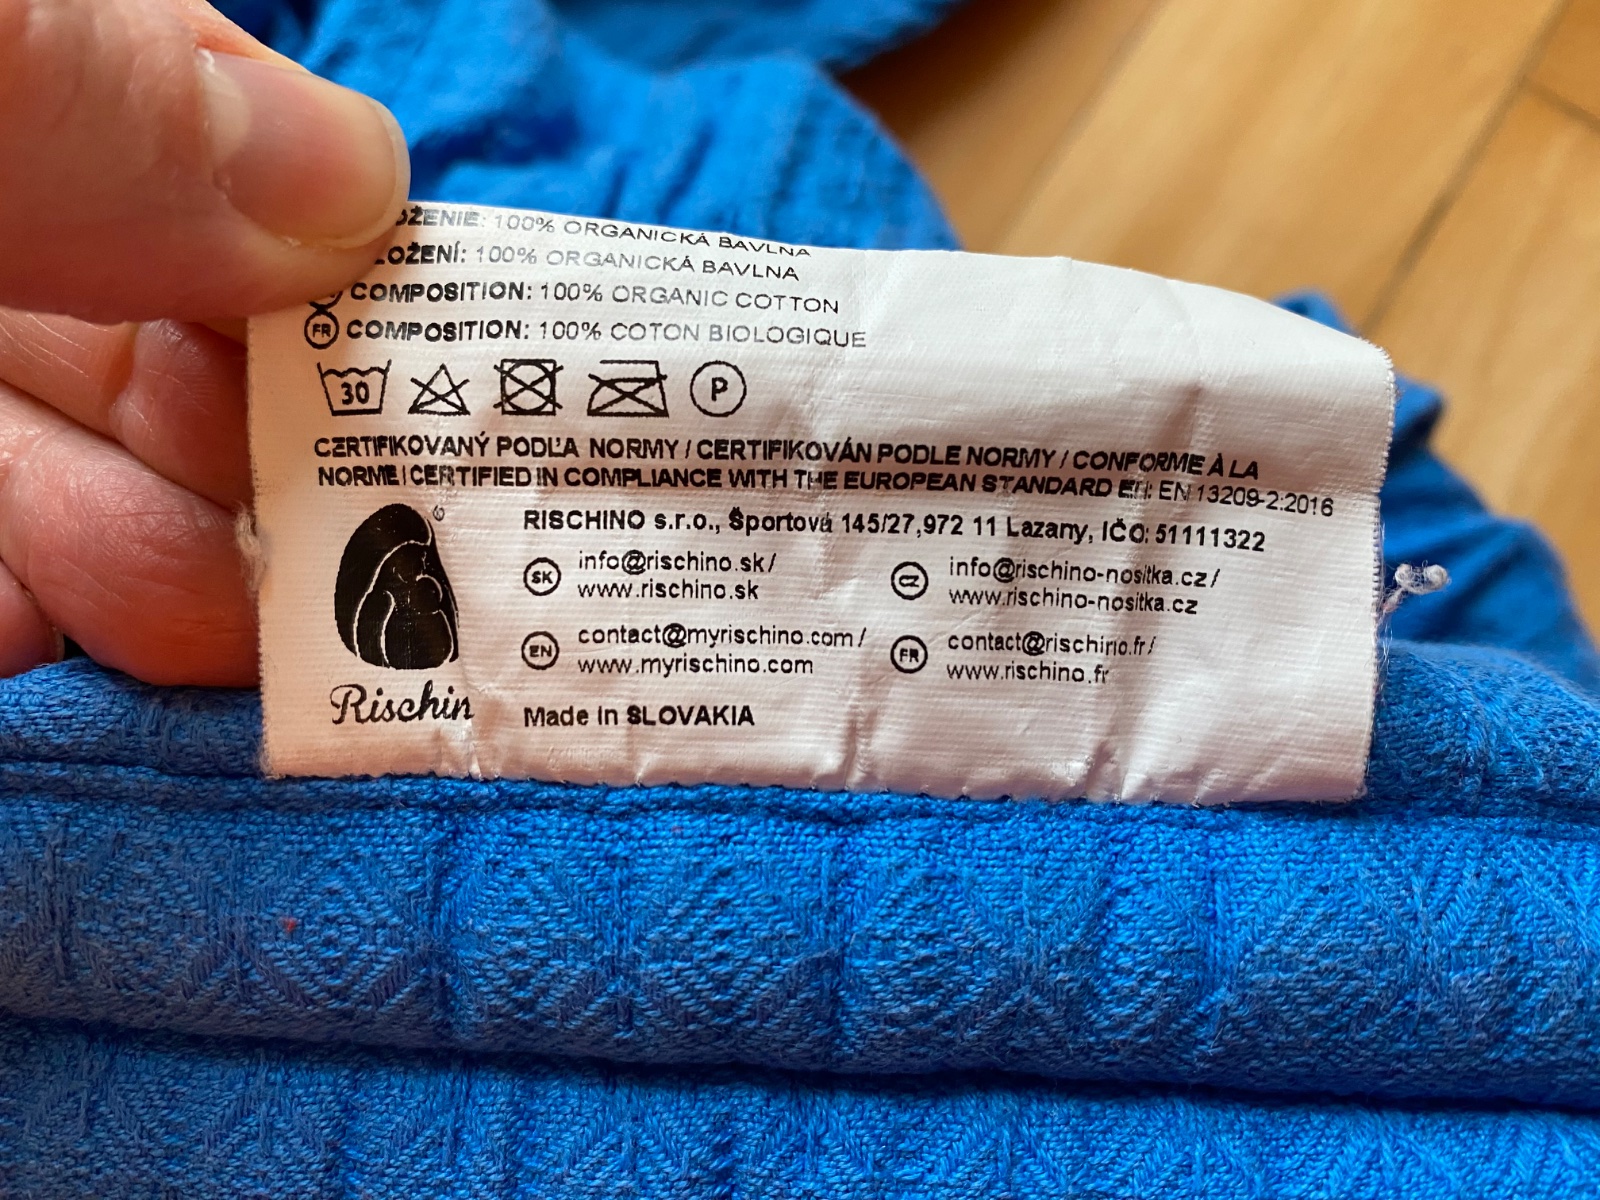 100% ORGANICKÁ BAVLNA
100% ORGANICKÁ BAVLNA
COMPOSITION: 100% ORGANIC COTTON
FR COMPOSITION: 100% COTON BIOLOGIQUE
30 P
CERTIFIKOVANÝ PODĽA NORMY / CERTIFIKOVÁN PODLE NORMY / CONFORME À LA
NORME / CERTIFIED IN COMPLIANCE WITH THE EUROPEAN STANDARD EN: EN 13209-2:2016
RISCHINO s.r.o., Športová 145/27, 972 11 Lazany, IČO: 51111322
SK info@rischino.sk /
www.rischino.sk
CZ info@rischino-nositka.cz /
www.rischino-nositka.cz
EN contact@myrischino.com /
www.myrischino.com
FR contact@rischino.fr /
www.rischino.fr
Rischin
Made in SLOVAKIA